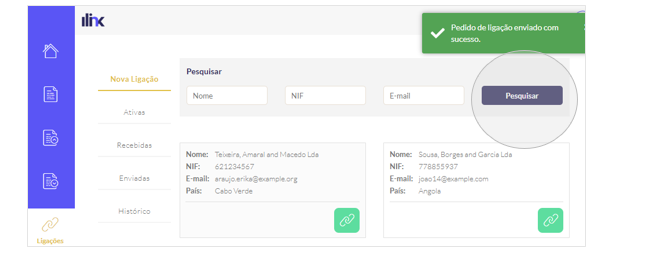 ılınx
Pedido de ligação enviado com
sucesso.
Nova Ligação
Ativas
Recebidas
Enviadas
Histórico
Ligações
Pesquisar
Nome
NIF
E-mail
Pesquisar
Nome: Teixeira, Amaral and Macedo Lda
NIF: 621234567
E-mail: araujo.erika@example.org
País: Cabo Verde
Nome: Sousa, Borges and Garcia Lda
NIF: 778855937
E-mail: joao14@example.com
País: Angola